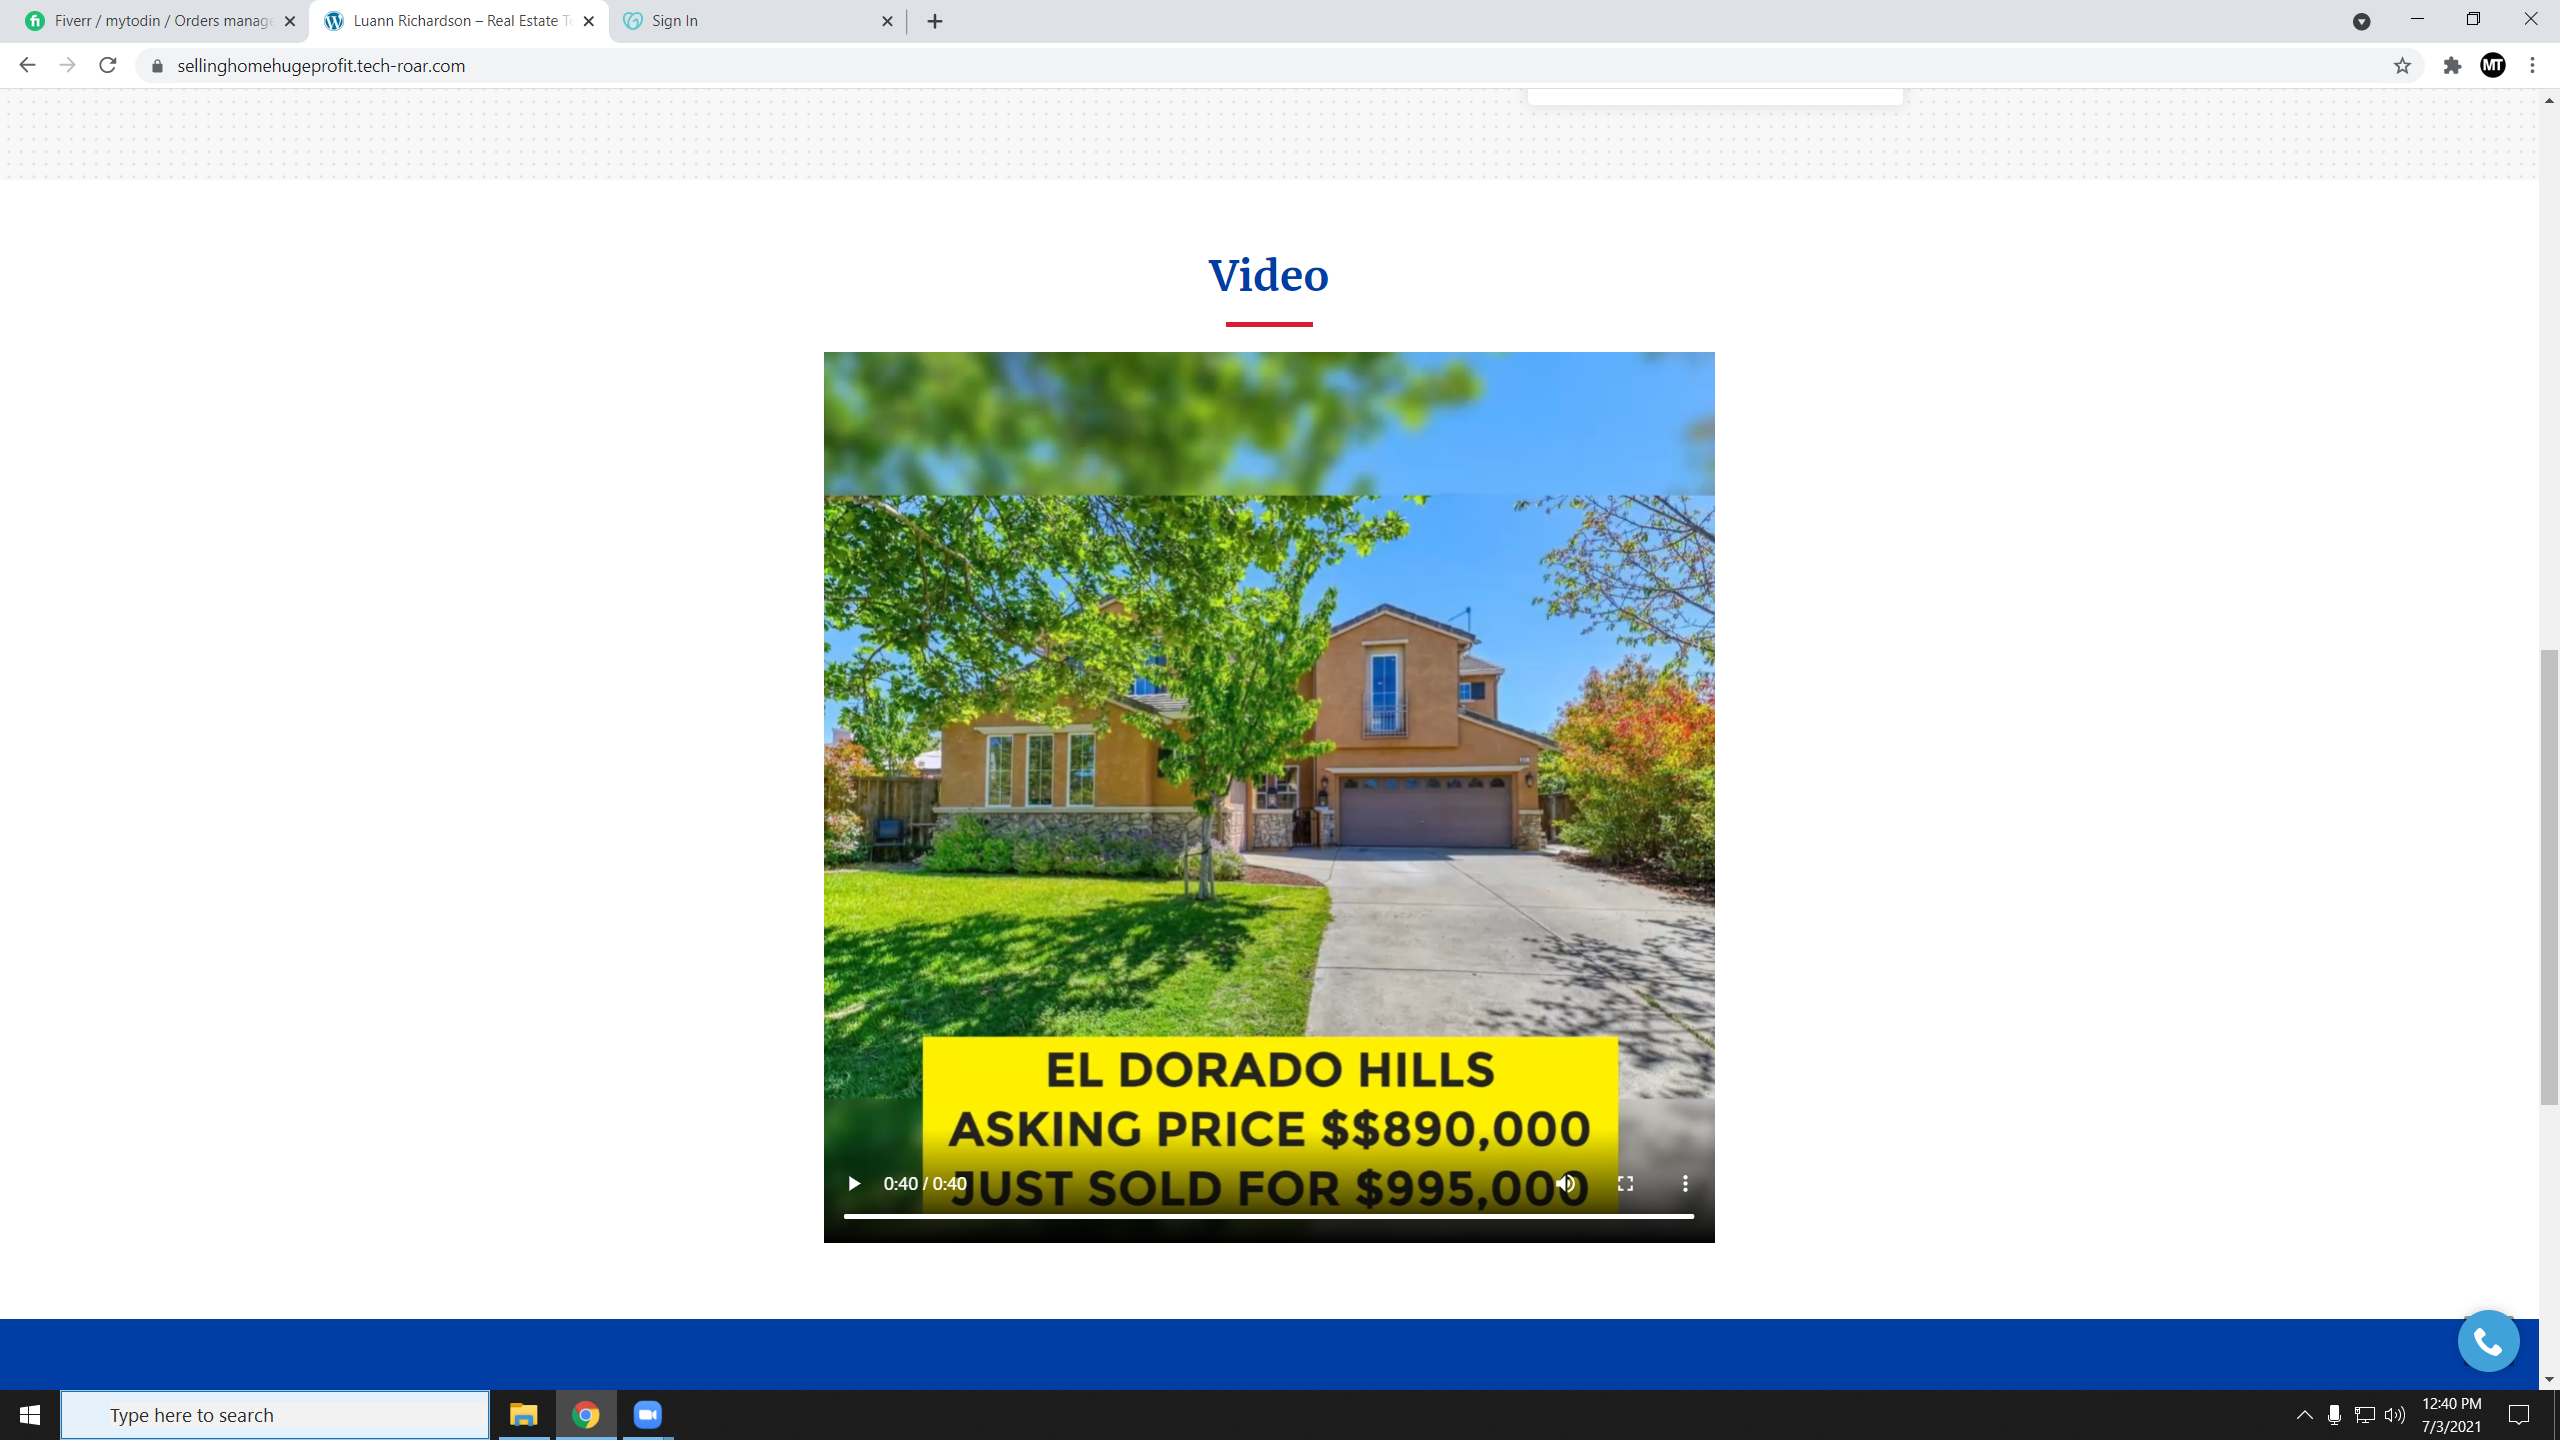 Fiverr / mytodin / Orders manage
Luann Richardson – Real Estate T
Sign In
sellinghomehugeprofit.tech-roar.com
MT
Video
EL DORADO HILLS
ASKING PRICE $$890,000
JUST SOLD FOR $995,000
0:40 / 0:40
Type here to search
12:40 PM
7/3/2021